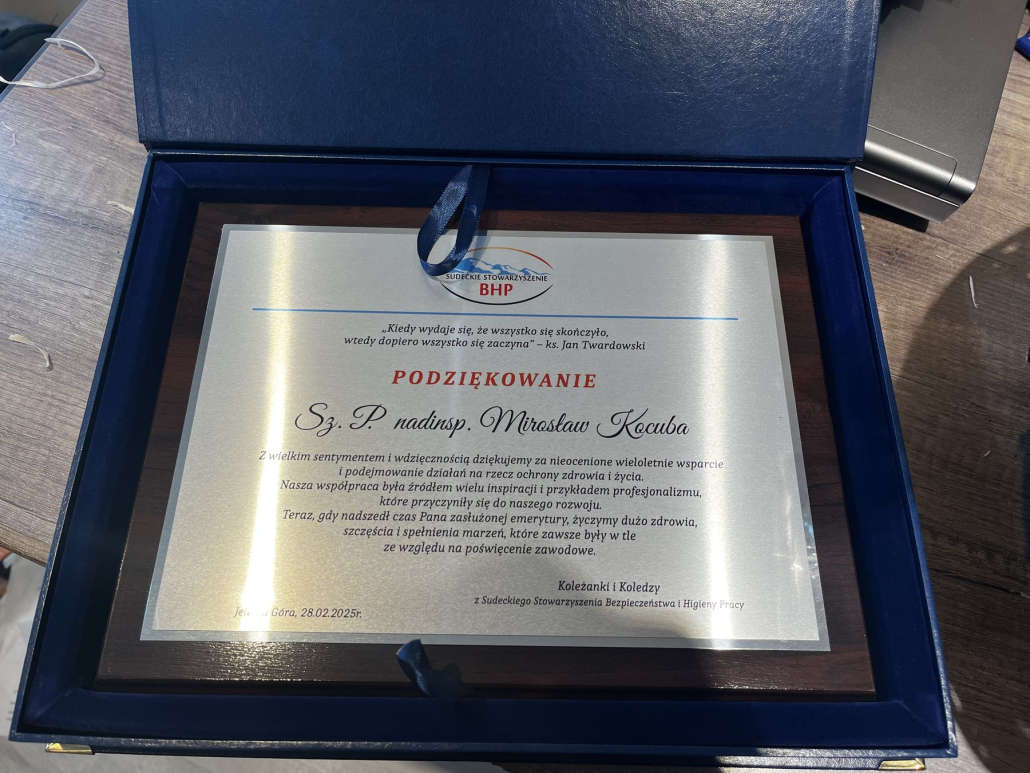 SUDECKIE STOWARZYSZENIE
BHP
„Kiedy wydaje się, że wszystko się skończyło,
wtedy dopiero wszystko się zaczyna” – ks. Jan Twardowski
PODZIĘKOWANIE
Sz. P. nadinsp. Mirosław Kocuba
Z wielkim sentymentem i wdzięcznością dziękujemy za nieocenione wieloletnie wsparcie
i podejmowanie działań na rzecz ochrony zdrowia i życia.
Nasza współpraca była źródłem wielu inspiracji i przykładem profesjonalizmu,
które przyczyniły się do naszego rozwoju.
Teraz, gdy nadszedł czas Pana zasłużonej emerytury, życzymy dużo zdrowia,
szczęścia i spełnienia marzeń, które zawsze były w tle
ze względu na poświęcenie zawodowe.
Koleżanki i Koledzy
z Sudeckiego Stowarzyszenia Bezpieczeństwa i Higieny Pracy
Jelenia Góra, 28.02.2025r.